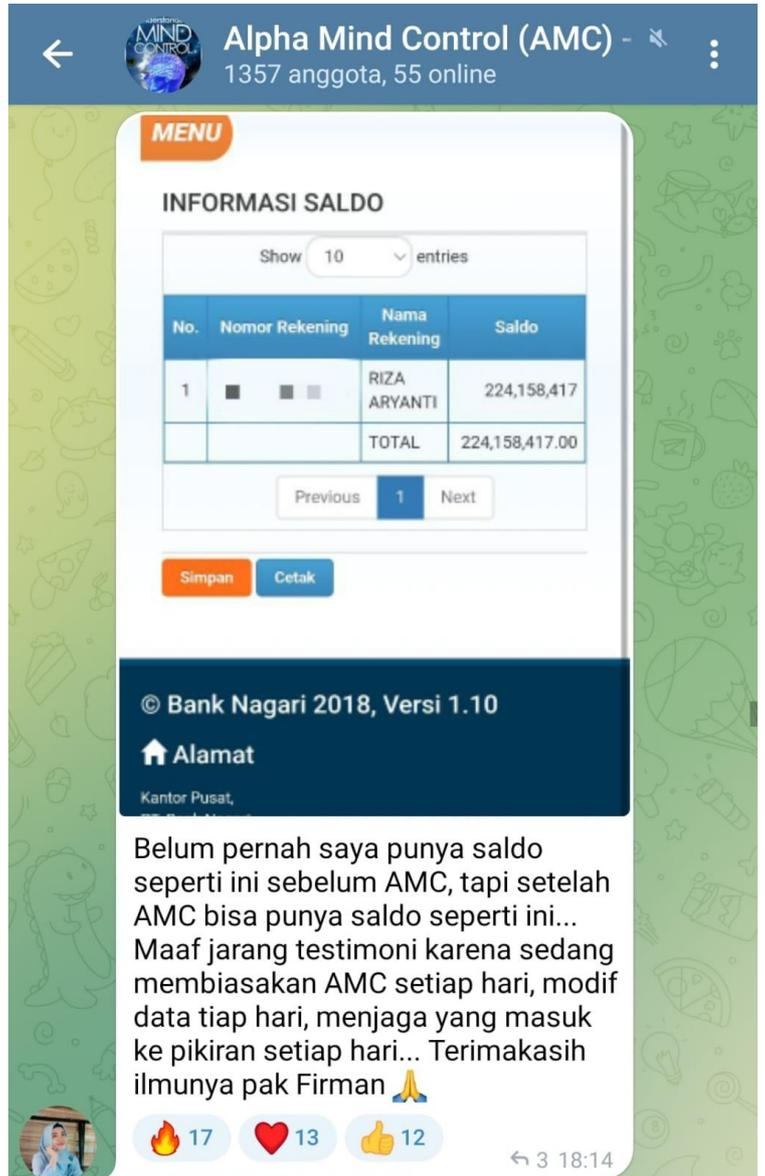 understand
MIND
CONTROL
Alpha Mind Control (AMC) -
1357 anggota, 55 online
MENU
INFORMASI SALDO
Show 10 entries
No. Nomor Rekening Nama Rekening Saldo
1 RIZA ARYANTI 224,158,417
TOTAL 224,158,417.00
Previous 1 Next
Simpan Cetak
© Bank Nagari 2018, Versi 1.10
Alamat
Kantor Pusat,
Belum pernah saya punya saldo
seperti ini sebelum AMC, tapi setelah
AMC bisa punya saldo seperti ini...
Maaf jarang testimoni karena sedang
membiasakan AMC setiap hari, modif
data tiap hari, menjaga yang masuk
ke pikiran setiap hari... Terimakasih
ilmunya pak Firman 🙏
🔥 17 ❤️ 13 👍 12
3 18:14